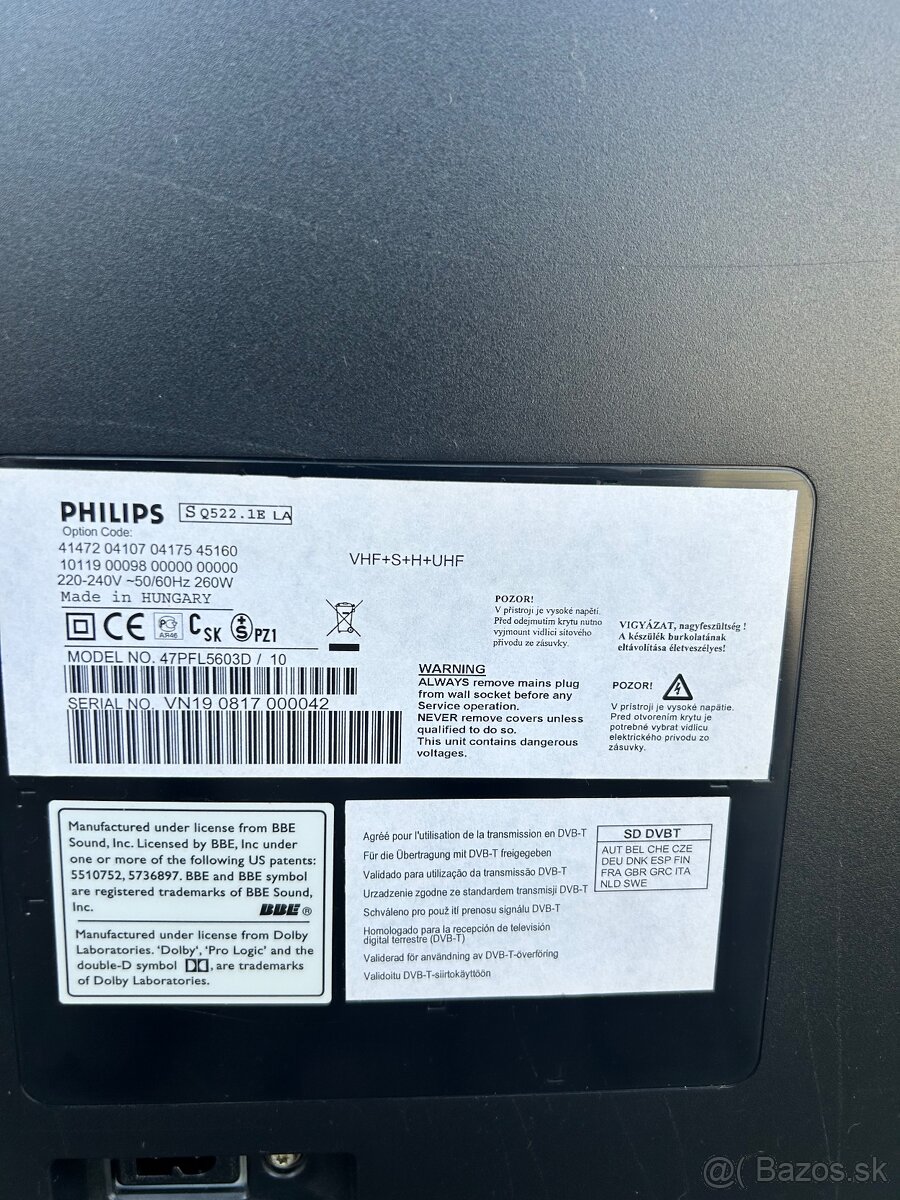 PHILIPS SQ522.1E LA
Option Code:
41472 04107 04175 45160
10119 00098 00000 00000
220-240V ~50/60Hz 260W
Made in HUNGARY
VHF+S+H+UHF
CE CSK PZ1
MODEL NO. 47PFL5603D / 10
SERIAL NO. VN19 0817 000042
WARNING
ALWAYS remove mains plug
from wall socket before any
Service operation.
NEVER remove covers unless
qualified to do so.
This unit contains dangerous
voltages.
POZOR!
V přístroji je vysoké napětí.
Před odejmutím krytu nutno
vyjmout vidlici síťového
přívodu ze zásuvky.
VIGYÁZAT, nagyfeszültség !
A készülék burkolatának
eltávolítása életveszélyes!
POZOR!
V prístroji je vysoké napätie.
Pred otvorením krytu je
potrebné vybrat vidlicu
elektrického prívodu zo
zásuvky.
Manufactured under license from BBE
Sound, Inc. Licensed by BBE, Inc under
one or more of the following US patents:
5510752, 5736897. BBE and BBE symbol
are registered trademarks of BBE Sound,
Inc.
BBE ®
Manufactured under license from Dolby
Laboratories. 'Dolby', 'Pro Logic' and the
double-D symbol , are trademarks
of Dolby Laboratories.
Agréé pour l'utilisation de la transmission en DVB-T
Für die Übertragung mit DVB-T freigegeben
Validado para utilização da transmissão DVB-T
Urzadzenie zgodne ze standardem transmisji DVB-T
Schváleno pro použ ití prenosu signálu DVB-T
Homologado para la recepción de televisión
digital terrestre (DVB-T)
Validerad för användning av DVB-T-överföring
Validoitu DVB-T-siirtokäyttöön
SD DVBT
AUT BEL CHE CZE
DEU DNK ESP FIN
FRA GBR GRC ITA
NLD SWE
@( Bazos.sk